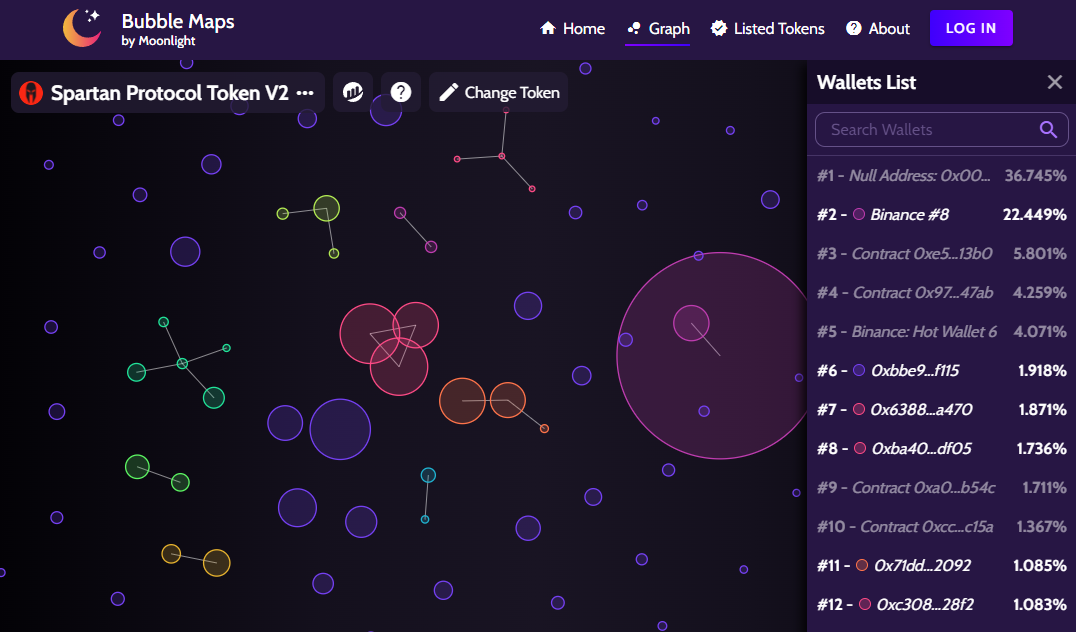 Bubble Maps
by Moonlight
Home
Graph
Listed Tokens
About
LOG IN
Spartan Protocol Token V2 •••
?
Change Token
Wallets List
Search Wallets
#1 - Null Address: 0x00... 36.745%
#2 - Binance #8 22.449%
#3 - Contract 0xe5...13b0 5.801%
#4 - Contract 0x97...47ab 4.259%
#5 - Binance: Hot Wallet 6 4.071%
#6 - 0xbbe9...f115 1.918%
#7 - 0x6388...a470 1.871%
#8 - 0xba40...df05 1.736%
#9 - Contract 0xa0...b54c 1.711%
#10 - Contract 0xcc...c15a 1.367%
#11 - 0x71dd...2092 1.085%
#12 - 0xc308...28f2 1.083%